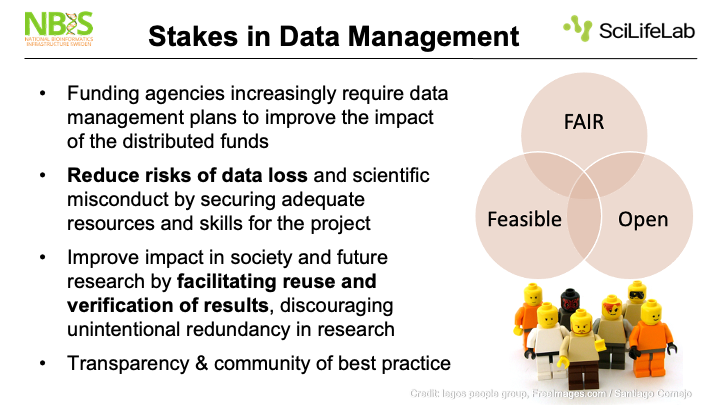 NBIS
NATIONAL BIOINFORMATICS
INFRASTRUCTURE SWEDEN
Stakes in Data Management
SciLifeLab
• Funding agencies increasingly require data
management plans to improve the impact
of the distributed funds
• Reduce risks of data loss and scientific
misconduct by securing adequate
resources and skills for the project
• Improve impact in society and future
research by facilitating reuse and
verification of results, discouraging
unintentional redundancy in research
• Transparency & community of best practice
FAIR
Feasible
Open
Credit: legos people group, FreeImages.com / Santiago Cornejo